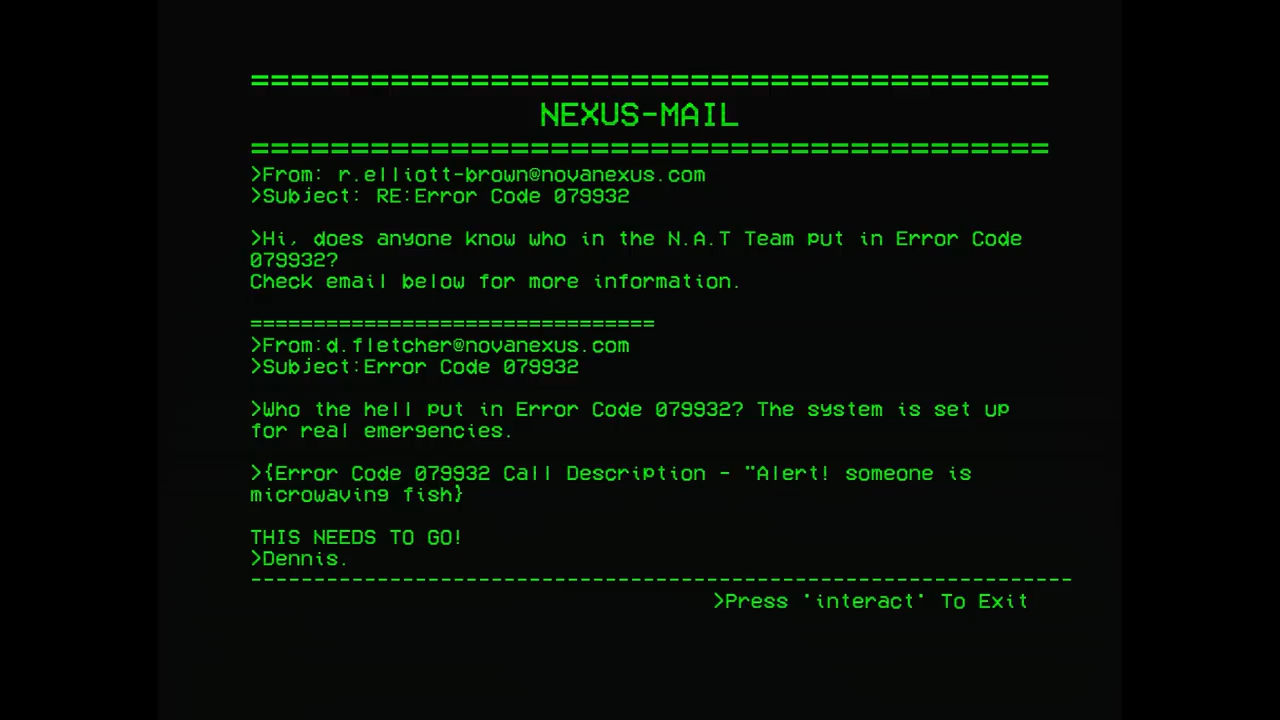 ========================================
NEXUS-MAIL
========================================
>From: r.elliott-brown@novanexus.com
>Subject: RE:Error Code 079932
>Hi, does anyone know who in the N.A.T Team put in Error Code
079932?
Check email below for more information.
================================
>From:d.fletcher@novanexus.com
>Subject:Error Code 079932
>Who the hell put in Error Code 079932? The system is set up
for real emergencies.
>{Error Code 079932 Call Description - "Alert! someone is
microwaving fish}
THIS NEEDS TO GO!
>Dennis.
-----------------------------------------------------------------
>Press 'interact' To Exit